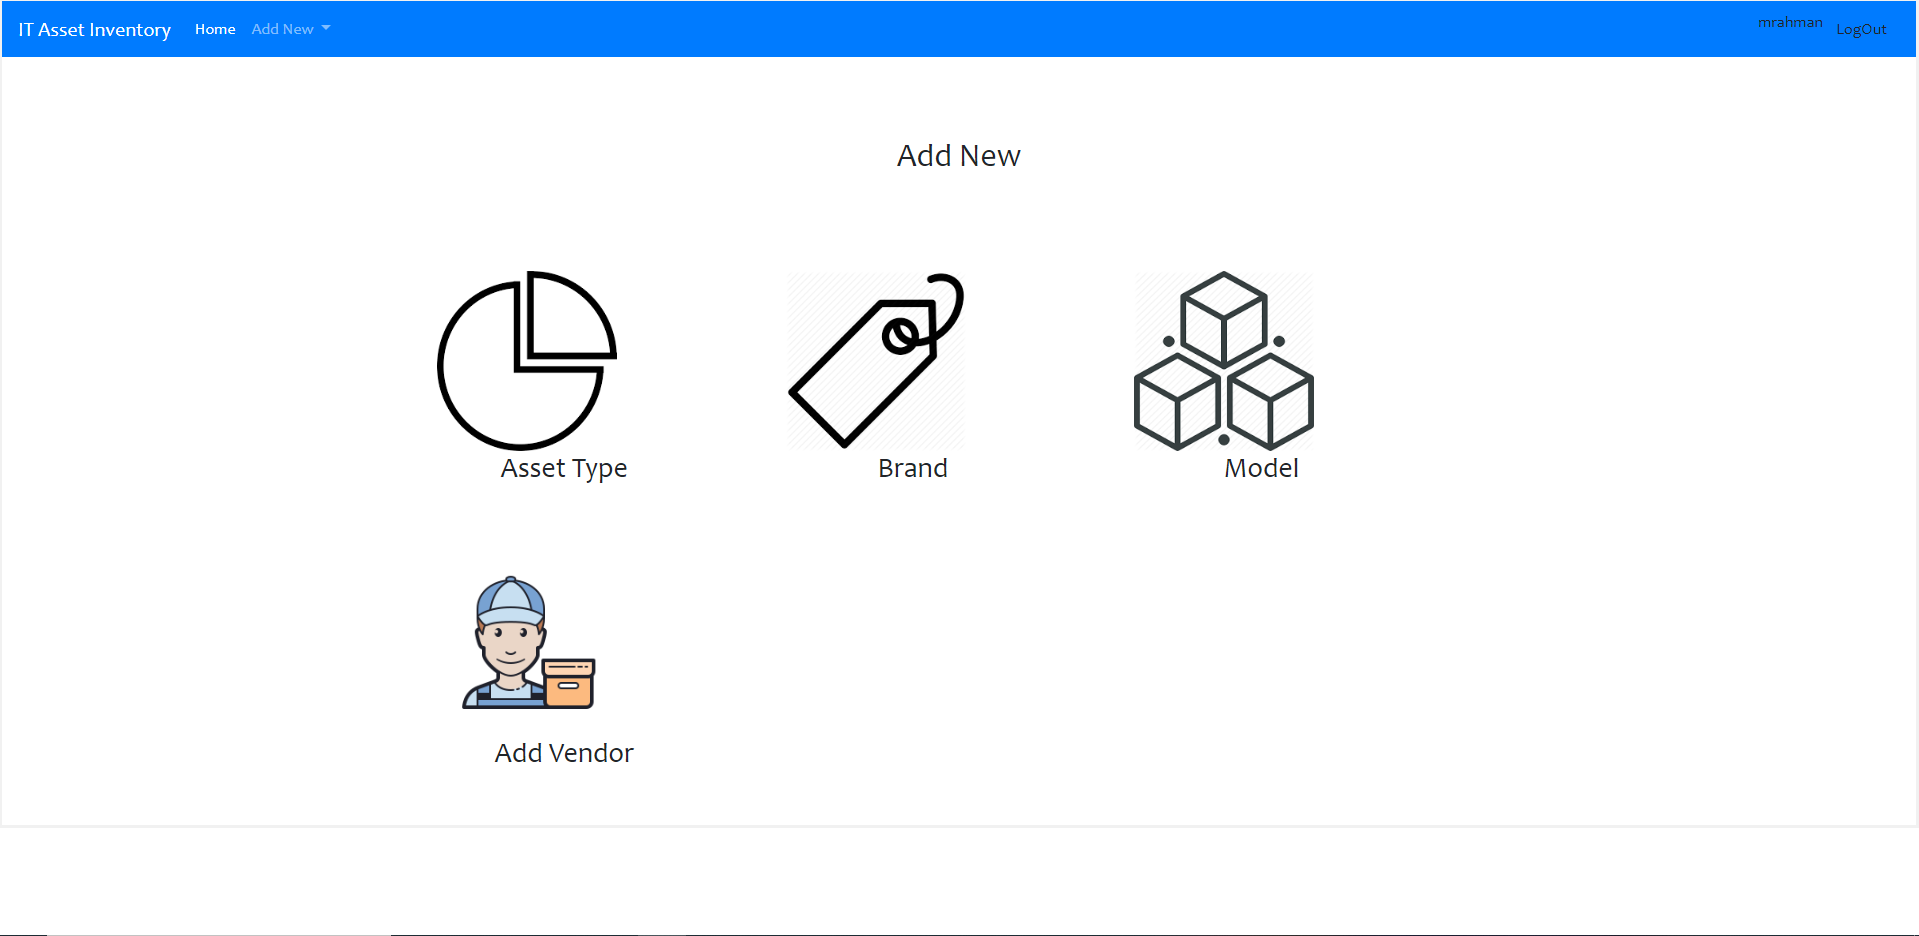 IT Asset Inventory Home Add New mrahman LogOut
Add New
Asset Type Brand Model
Add Vendor